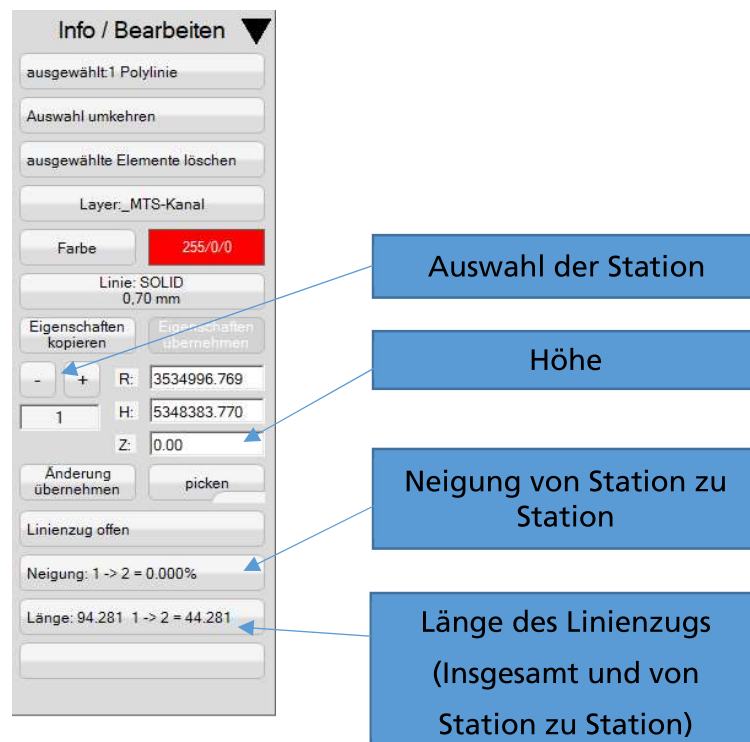 Info / Bearbeiten
ausgewählt:1 Polylinie
Auswahl umkehren
ausgewählte Elemente löschen
Layer:_MTS-Kanal
Farbe
255/0/0
Linie: SOLID
0,70 mm
Eigenschaften
kopieren
Eigenschaften
übernehmen
- +
R: 3534996.769
1
H: 5348383.770
Z: 0.00
Änderung
übernehmen
picken
Linienzug offen
Neigung: 1 -> 2 = 0.000%
Länge: 94.281 1 -> 2 = 44.281
Auswahl der Station
Höhe
Neigung von Station zu
Station
Länge des Linienzugs
(Insgesamt und von
Station zu Station)